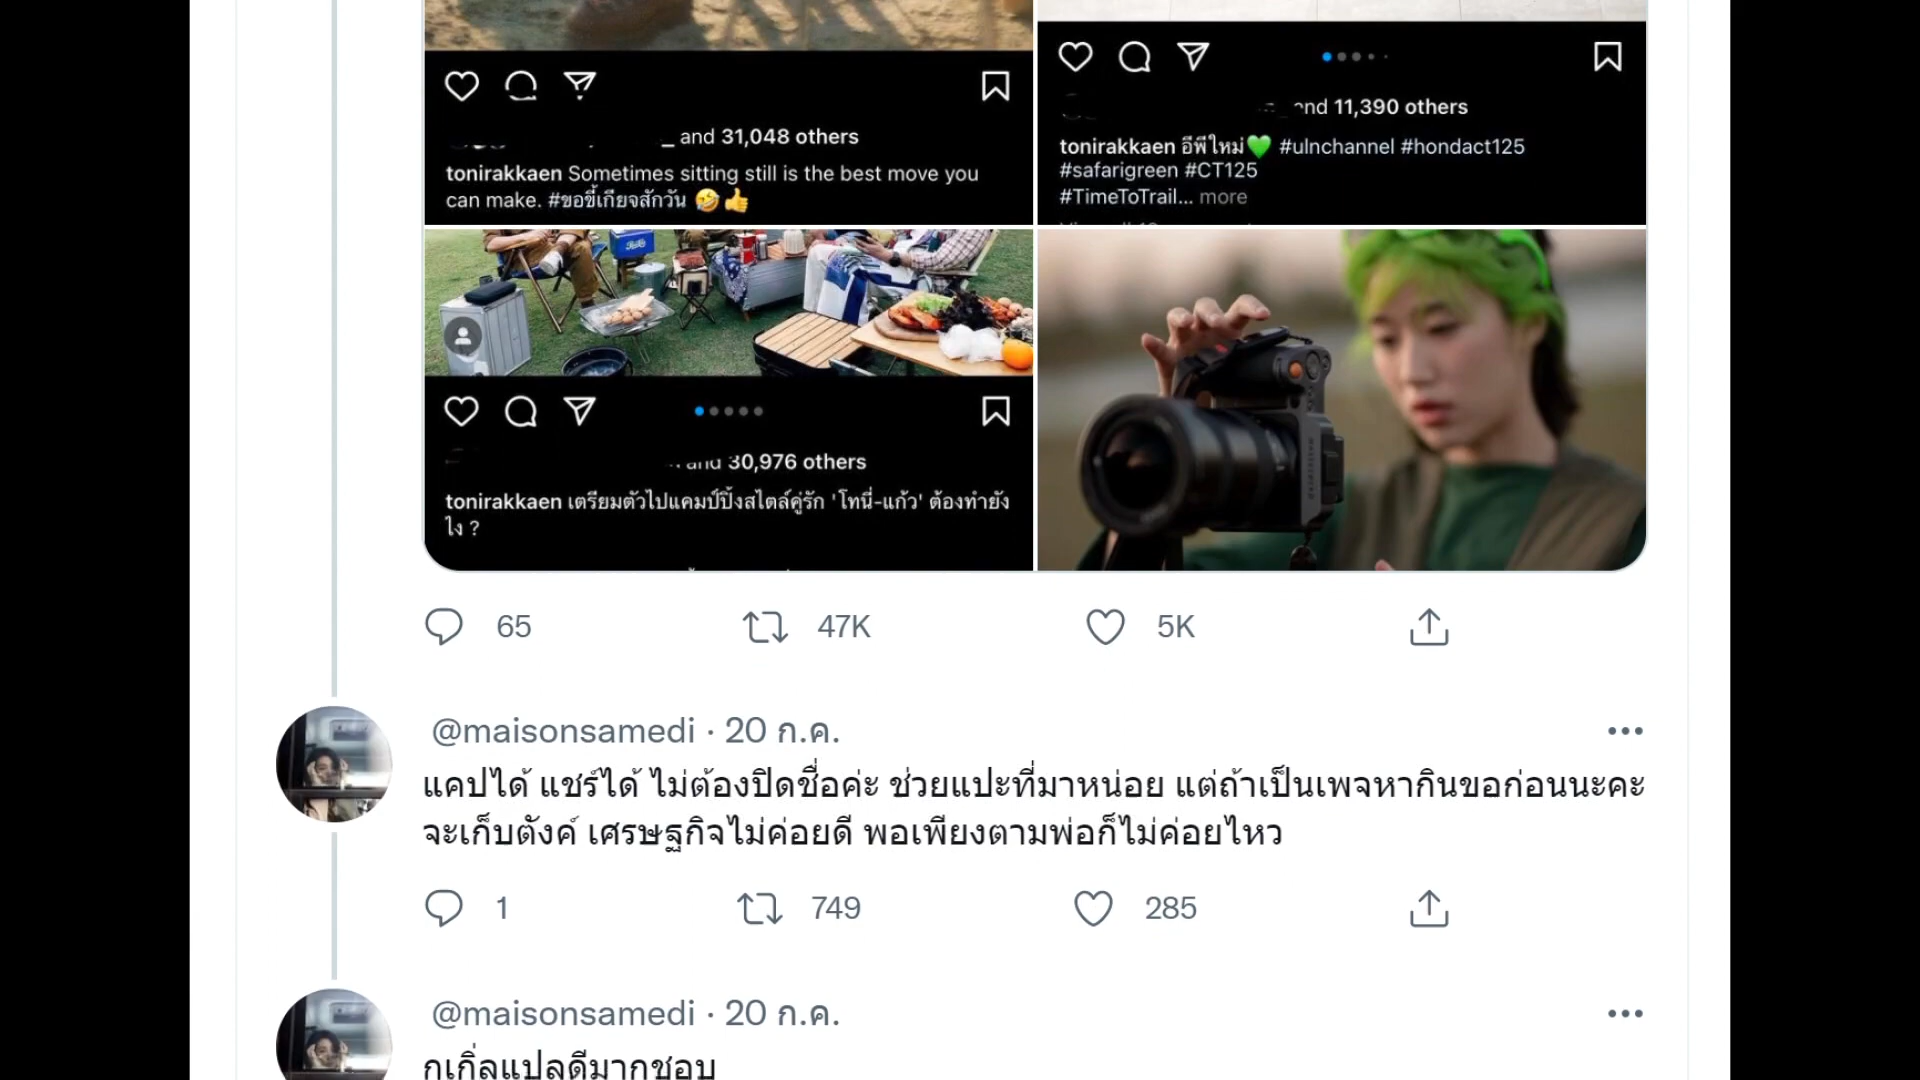 and 31,048 others
tonirakkaen Sometimes sitting still is the best move you
can make. #ขอขี้เกียจสักวัน 🤣👍
and 11,390 others
tonirakkaen อีพีใหม่💚 #ulnchannel #hondact125
#safarigreen #CT125
#TimeToTrail... more
and 30,976 others
tonirakkaen เตรียมตัวไปแคมป์ปิ้งสไตล์คู่รัก 'โทนี่-แก้ว' ต้องทำยัง
ไง ?
65 47K 5K
@maisonsamedi · 20 ก.ค.
แคปได้ แชร์ได้ ไม่ต้องปิดชื่อค่ะ ช่วยแปะที่มาหน่อย แต่ถ้าเป็นเพจหากินขอก่อนนะคะ
จะเก็บตังค์ เศรษฐกิจไม่ค่อยดี พอเพียงตามพ่อก็ไม่ค่อยไหว
1 749 285
@maisonsamedi · 20 ก.ค.
กูเกิ่ลแปลดีมากชอบ